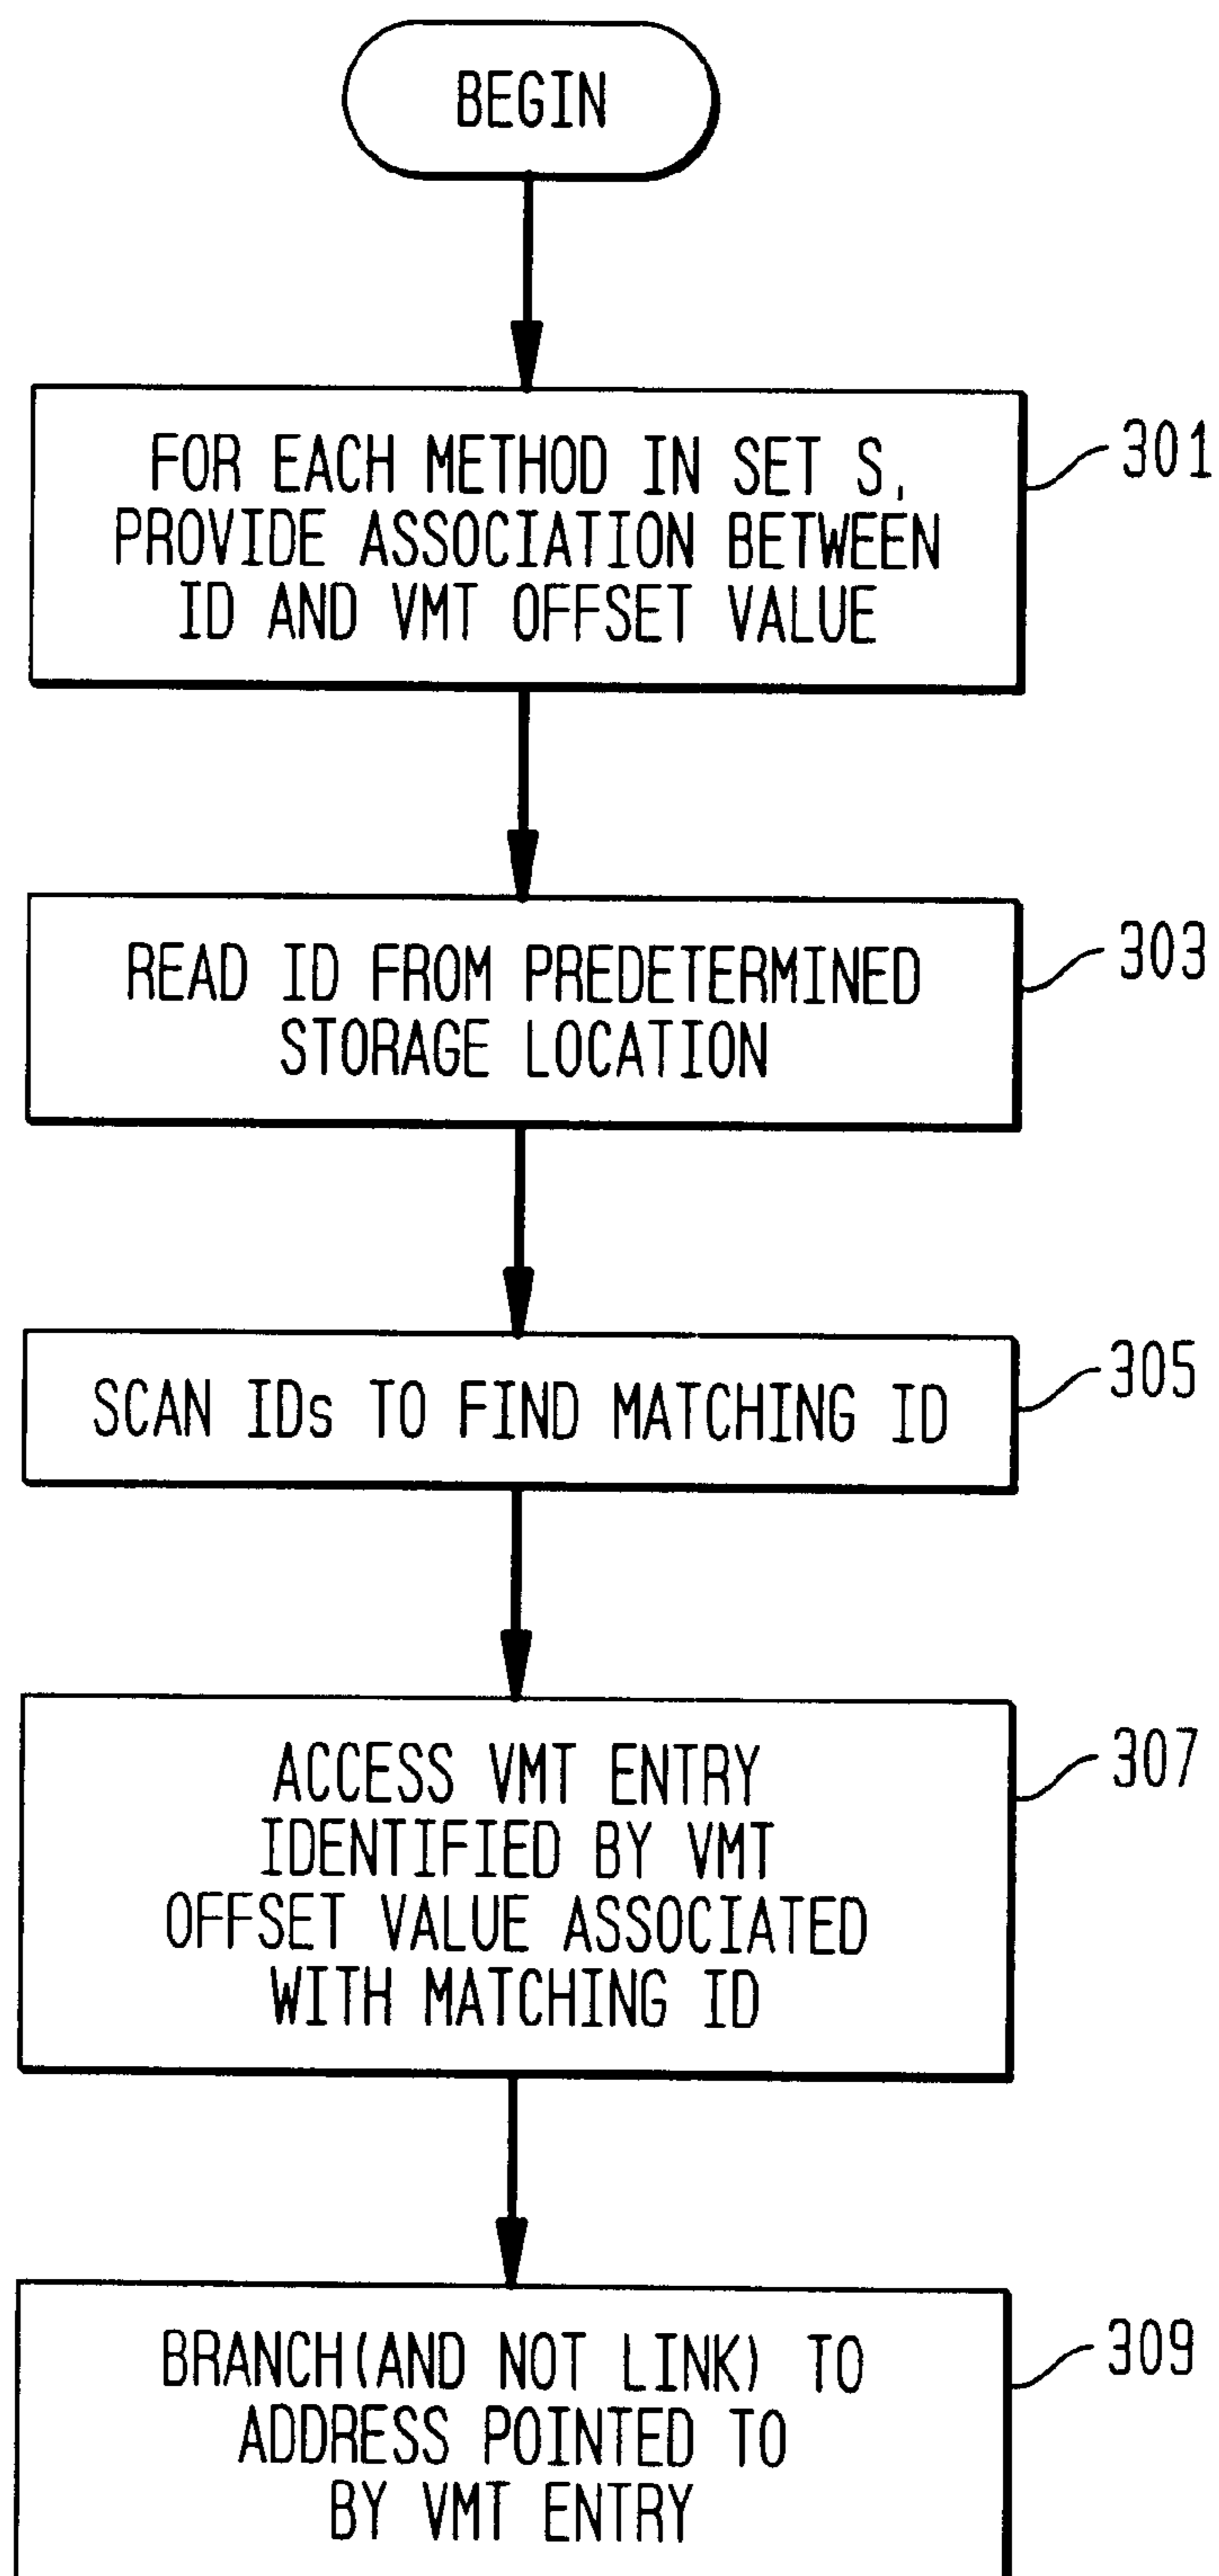 BEGIN
FOR EACH METHOD IN SET S,
PROVIDE ASSOCIATION BETWEEN
ID AND VMT OFFSET VALUE
301
READ ID FROM PREDETERMINED
STORAGE LOCATION
303
SCAN IDs TO FIND MATCHING ID
305
ACCESS VMT ENTRY
IDENTIFIED BY VMT
OFFSET VALUE ASSOCIATED
WITH MATCHING ID
307
BRANCH(AND NOT LINK) TO
ADDRESS POINTED TO
BY VMT ENTRY
309